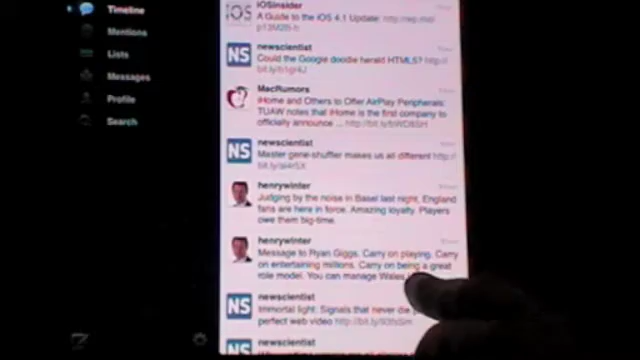 Timeline
Mentions
Lists
Messages
Profile
Search
iOS
iOSinsider
A Guide to the iOS 4.1 Update:
NS
newscientist
Could the Google doodle herald HTML5?
MacRumors
iHome and Others to Offer AirPlay Peripherals:
TUAW notes that iHome is the first company to
officially announce ...
NS
newscientist
Master gene-shuffler makes us all different
henrywinter
Judging by the noise in Basel last night, England
fans are here in force. Amazing loyalty. Players
owe them big-time.
henrywinter
Message to Ryan Giggs. Carry on playing. Carry
on entertaining millions. Carry on being a great
role model. You can manage Wales
NS
newscientist
Immortal light: Signals that never die
perfect web video
NS
newscientist